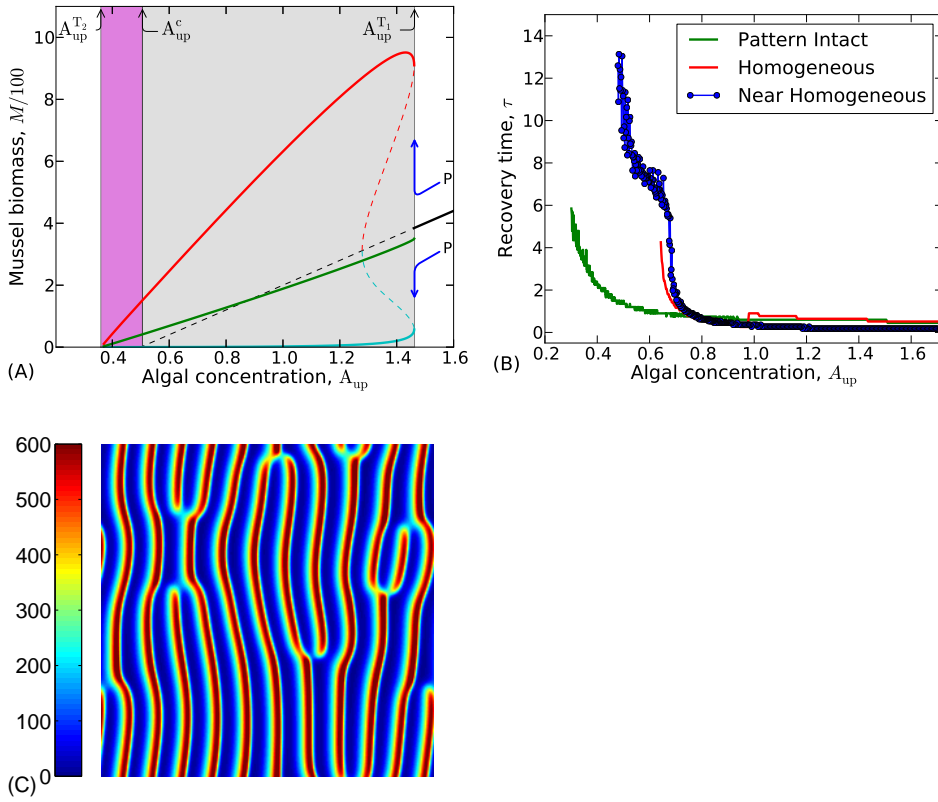 A_up^T_2
A_up^c
A_up^T_1
10
8
6
4
2
0
Mussel biomass, M/100
P
P
0.4 0.6 0.8 1.0 1.2 1.4 1.6
Algal concentration, A_up
(A)
Pattern Intact
Homogeneous
Near Homogeneous
14
12
10
8
6
4
2
0
Recovery time, τ
0.2 0.4 0.6 0.8 1.0 1.2 1.4 1.6
Algal concentration, A_up
(B)
600
500
400
300
200
100
0
(C)